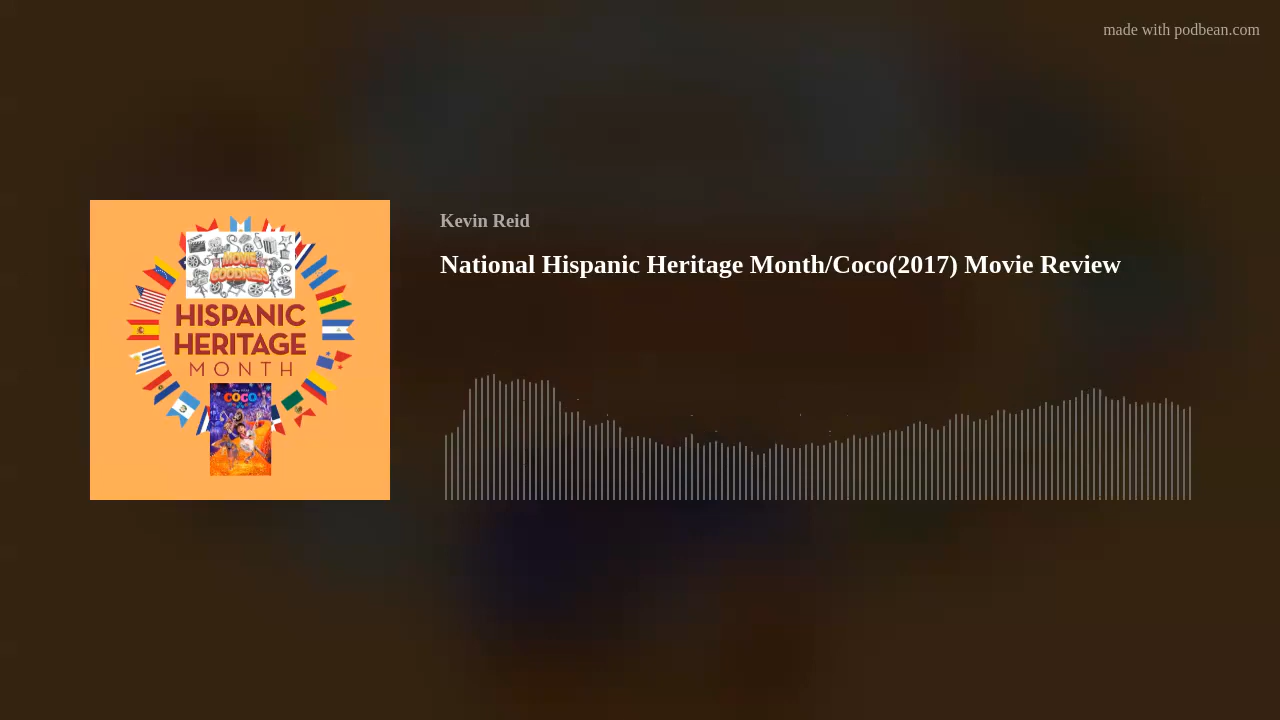 made with podbean.com
Kevin Reid
National Hispanic Heritage Month/Coco(2017) Movie Review
MOVIE
GOODNESS
HISPANIC
HERITAGE
MONTH
COCO